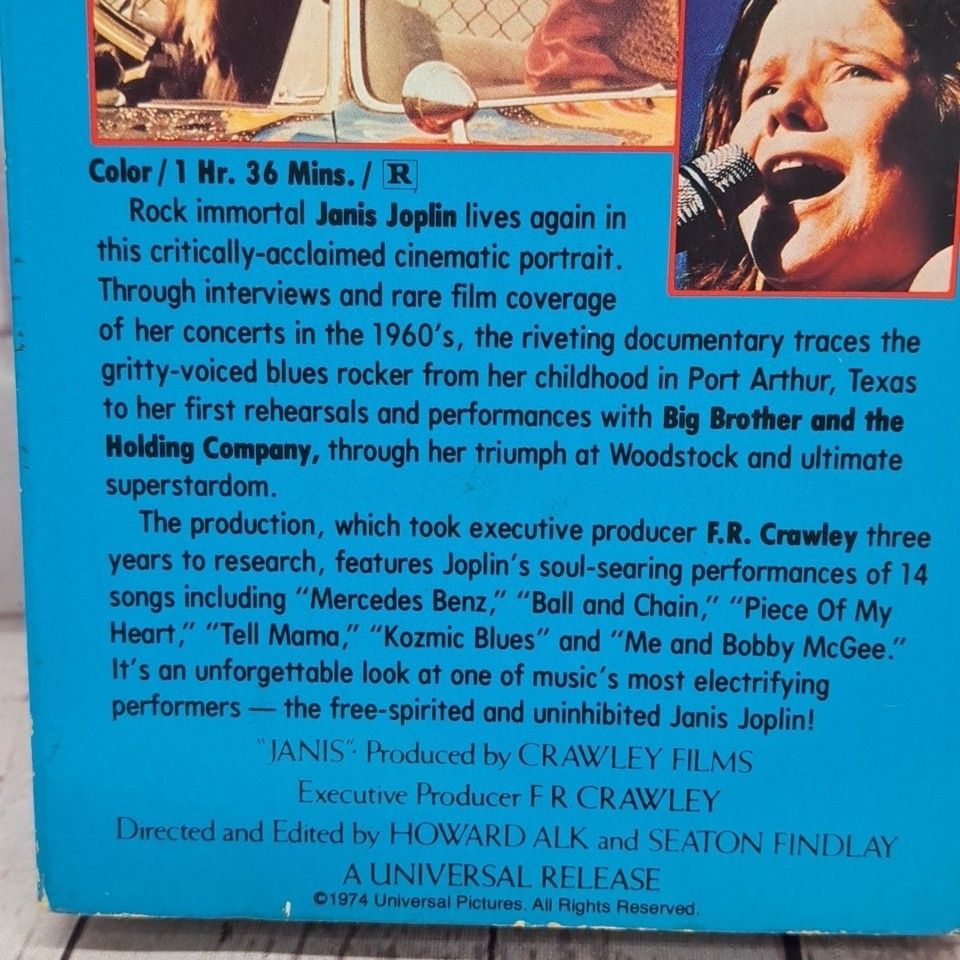 Color / 1 Hr. 36 Mins. / R
Rock immortal Janis Joplin lives again in
this critically-acclaimed cinematic portrait.
Through interviews and rare film coverage
of her concerts in the 1960's, the riveting documentary traces the
gritty-voiced blues rocker from her childhood in Port Arthur, Texas
to her first rehearsals and performances with Big Brother and the
Holding Company, through her triumph at Woodstock and ultimate
superstardom.
The production, which took executive producer F.R. Crawley three
years to research, features Joplin's soul-searing performances of 14
songs including "Mercedes Benz," "Ball and Chain," "Piece Of My
Heart," "Tell Mama," "Kozmic Blues" and "Me and Bobby McGee."
It's an unforgettable look at one of music's most electrifying
performers — the free-spirited and uninhibited Janis Joplin!
"JANIS" · Produced by CRAWLEY FILMS
Executive Producer F R CRAWLEY
Directed and Edited by HOWARD ALK and SEATON FINDLAY
A UNIVERSAL RELEASE
©1974 Universal Pictures. All Rights Reserved.